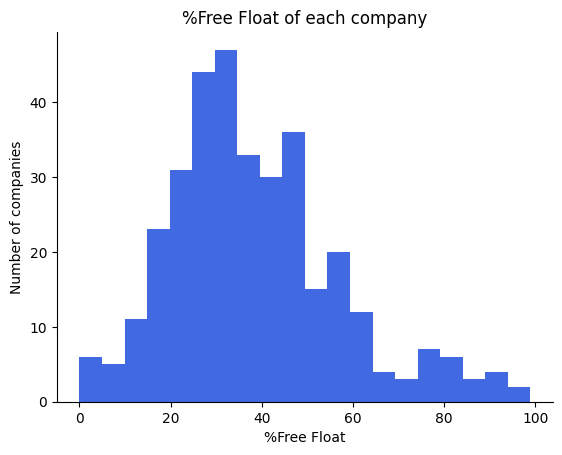 %Free Float of each company
Number of companies
40
30
20
10
0
0 20 40 60 80 100
%Free Float